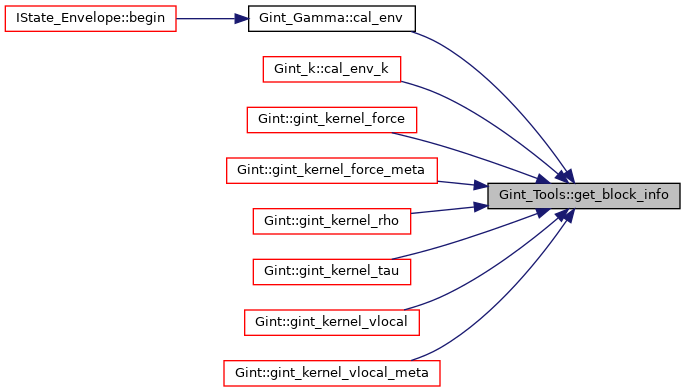 IState_Envelope::begin
Gint_Gamma::cal_env
Gint_k::cal_env_k
Gint::gint_kernel_force
Gint::gint_kernel_force_meta
Gint_Tools::get_block_info
Gint::gint_kernel_rho
Gint::gint_kernel_tau
Gint::gint_kernel_vlocal
Gint::gint_kernel_vlocal_meta